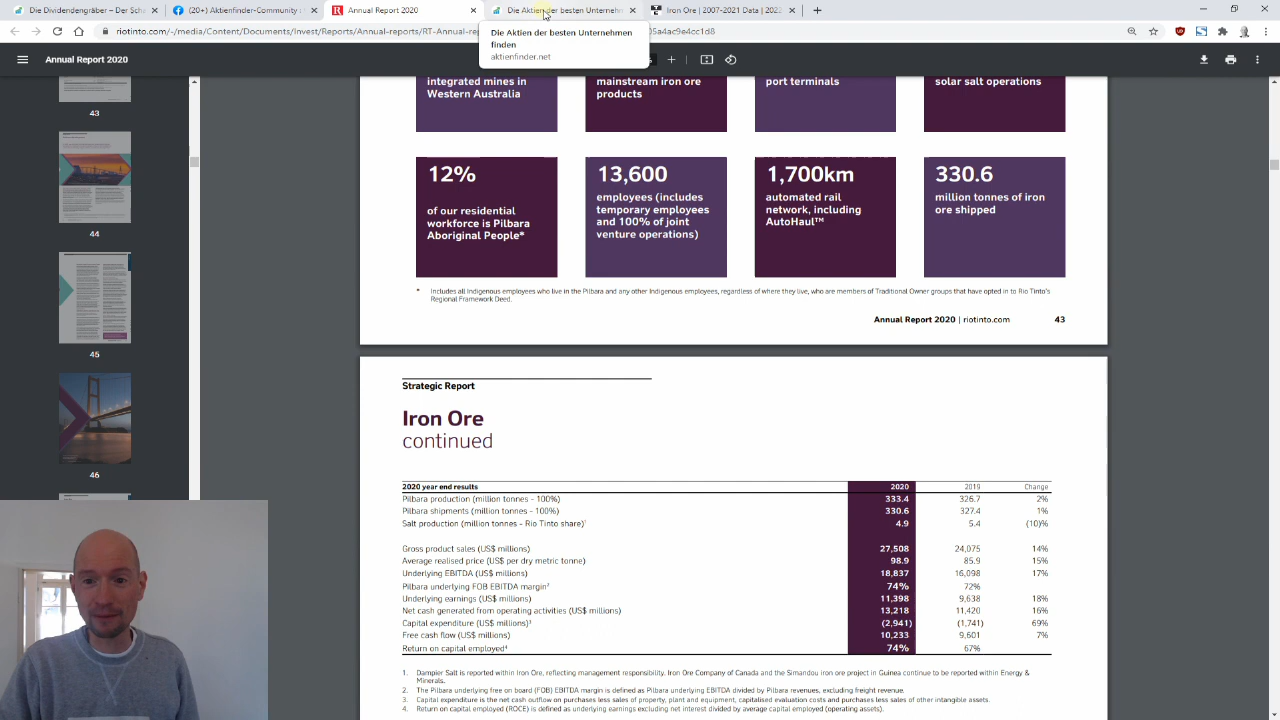 Die Dividendengräber - Der Sch
(20+) Aktienfinder-Community
Annual Report 2020
Die Aktien der besten Unternehm
Iron Ore | 2007-2021 Data | 2022
riotinto.com/-/media/Content/Documents/Invest/Reports/Annual-reports/RT-Annual-rep
5a4ac9e4c1d8
Die Aktien der besten Unternehmen
finden
aktienfinder.net
Annual Report 2020
43
44
45
46
integrated mines in
Western Australia
mainstream iron ore
products
port terminals
solar salt operations
12%
of our residential
workforce is Pilbara
Aboriginal People*
13,600
employees (includes
temporary employees
and 100% of joint
venture operations)
1,700km
automated rail
network, including
AutoHaul™
330.6
million tonnes of iron
ore shipped
* Includes all Indigenous employees who live in the Pilbara and any other Indigenous employees, regardless of where they live, who are members of Traditional Owner groups that have opted in to Rio Tinto's
Regional Framework Deed.
Annual Report 2020 | riotinto.com 43
Strategic Report
Iron Ore
continued
2020 year end results 2020 2019 Change
Pilbara production (million tonnes – 100%) 333.4 326.7 2%
Pilbara shipments (million tonnes – 100%) 330.6 327.4 1%
Salt production (million tonnes – Rio Tinto share)¹ 4.9 5.4 (10)%
Gross product sales (US$ millions) 27,508 24,075 14%
Average realised price (US$ per dry metric tonne) 98.9 85.9 15%
Underlying EBITDA (US$ millions) 18,837 16,098 17%
Pilbara underlying FOB EBITDA margin² 74% 72%
Underlying earnings (US$ millions) 11,398 9,638 18%
Net cash generated from operating activities (US$ millions) 13,218 11,420 16%
Capital expenditure (US$ millions)³ (2,941) (1,741) 69%
Free cash flow (US$ millions) 10,233 9,601 7%
Return on capital employed⁴ 74% 67%
1. Dampier Salt is reported within Iron Ore, reflecting management responsibility. Iron Ore Company of Canada and the Simandou iron ore project in Guinea continue to be reported within Energy &
Minerals.
2. The Pilbara underlying free on board (FOB) EBITDA margin is defined as Pilbara underlying EBITDA divided by Pilbara revenues, excluding freight revenue.
3. Capital expenditure is the net cash outflow on purchases less sales of property, plant and equipment, capitalised evaluation costs and purchases less sales of other intangible assets.
4. Return on capital employed (ROCE) is defined as underlying earnings excluding net interest divided by average capital employed (operating assets).